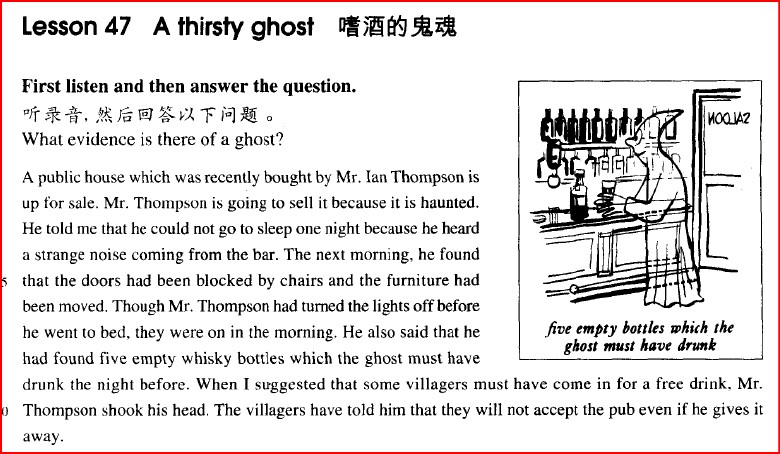 Lesson 47 A thirsty ghost 嗜酒的鬼魂
First listen and then answer the question.
听录音，然后回答以下问题。
What evidence is there of a ghost?
A public house which was recently bought by Mr. Ian Thompson is
up for sale. Mr. Thompson is going to sell it because it is haunted.
He told me that he could not go to sleep one night because he heard
a strange noise coming from the bar. The next morning, he found
5 that the doors had been blocked by chairs and the furniture had
been moved. Though Mr. Thompson had turned the lights off before
he went to bed, they were on in the morning. He also said that he
had found five empty whisky bottles which the ghost must have
drunk the night before. When I suggested that some villagers must have come in for a free drink, Mr.
0 Thompson shook his head. The villagers have told him that they will not accept the pub even if he gives it
away.
SALOON
five empty bottles which the
ghost must have drunk